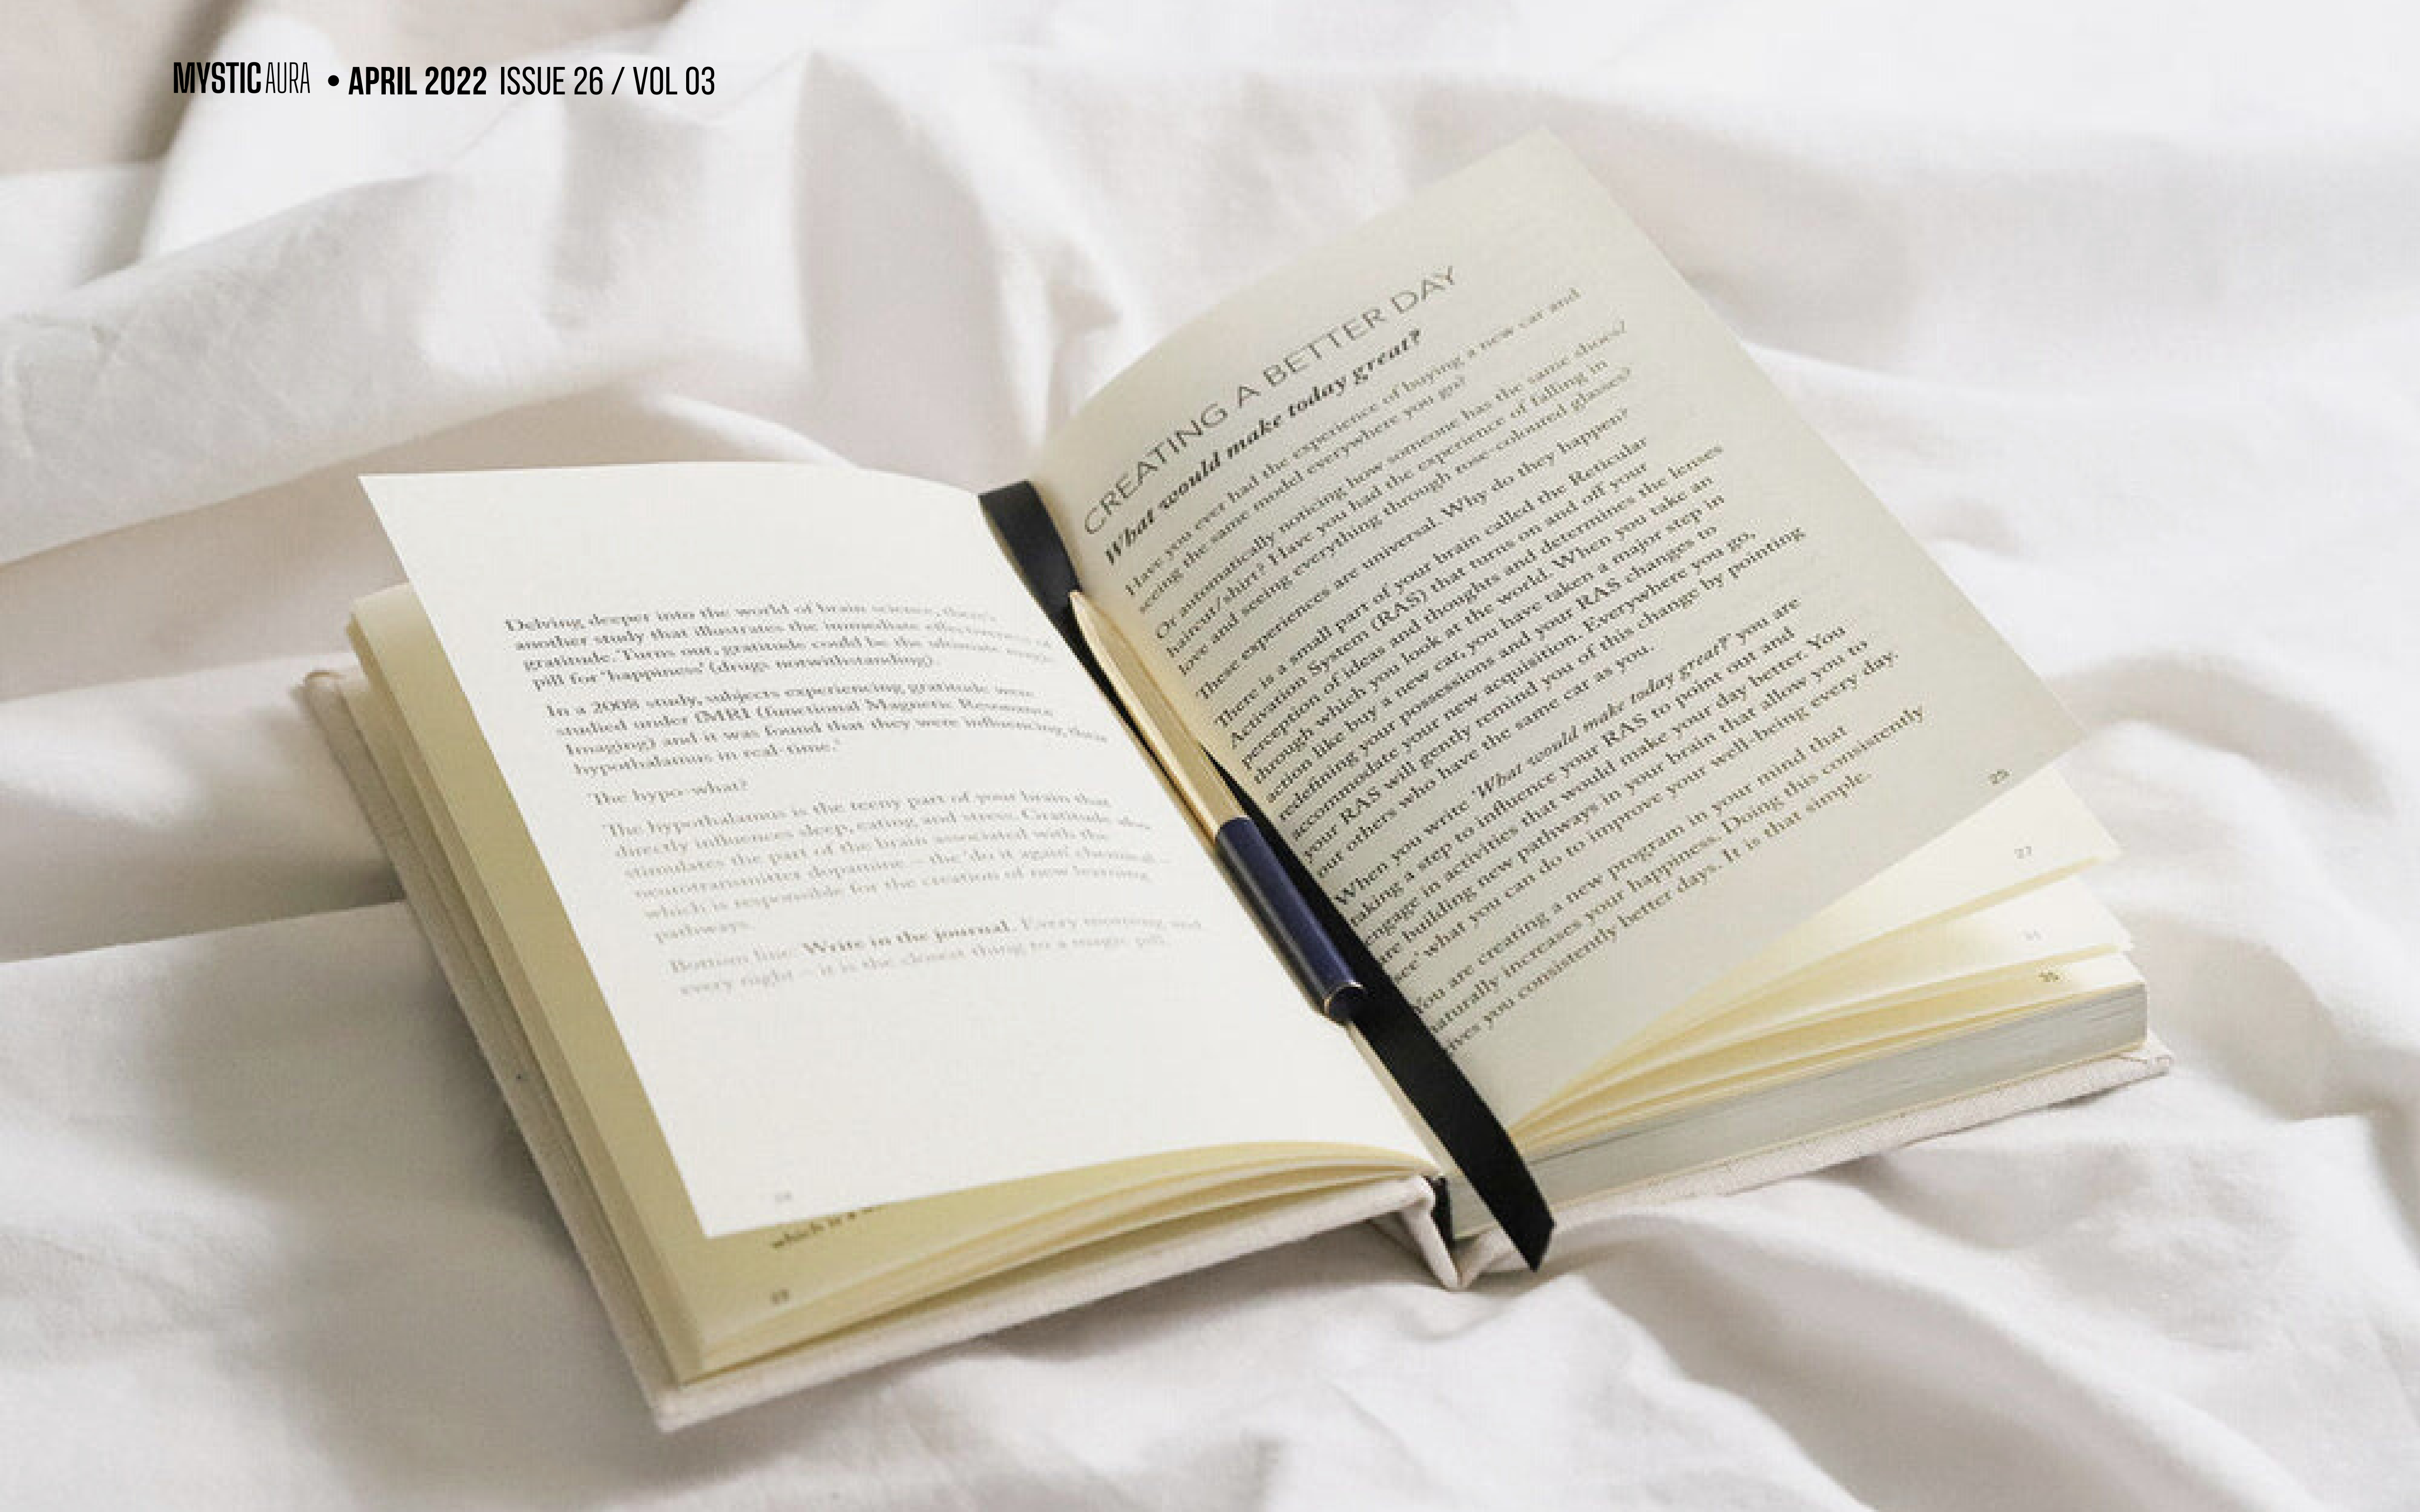 MYSTIC AURA • APRIL 2022 ISSUE 26 / VOL 03
Delving deeper into the world of brain science, there's
another study that illustrates the immediate effectiveness of
gratitude. Turns out, gratitude could be the ultimate magic
pill for 'happiness' (drugs notwithstanding).
In a 2008 study, subjects experiencing gratitude were
studied under fMRI (functional Magnetic Resonance
Imaging) and it was found that they were influencing their
hypothalamus in real-time.
The hypo-what?
The hypothalamus is the teeny part of your brain that
directly influences sleep, eating and stress. Gratitude also
stimulates the part of the brain associated with the
neurotransmitter dopamine – the 'do it again' chemical –
which is responsible for the creation of new learning
pathways.
Bottom line: Write in the journal. Every morning and
every night – it is the closest thing to a magic pill.
24
which is a
CREATING A BETTER DAY
What would make today great?
Have you ever had the experience of buying a new car and
seeing the same model everywhere you go?
Or automatically noticing how someone has the same shoes?
haircut/shirt? Have you had the experience of falling in
love and seeing everything through rose-coloured glasses?
These experiences are universal. Why do they happen?
There is a small part of your brain called the Reticular
Activation System (RAS) that turns on and off your
perception of ideas and thoughts and determines the lenses
through which you look at the world. When you take an
action like buy a new car, you have taken a major step in
redefining your possessions and your RAS changes to
accommodate your new acquisition. Everywhere you go,
your RAS will gently remind you of this change by pointing
out others who have the same car as you.
When you write 'What would make today great?' you are
taking a step to influence your RAS to point out and
engage in activities that would make your day better. You
are building new pathways in your brain that allow you to
'see' what you can do to improve your well-being every day.
You are creating a new program in your mind that
naturally increases your happiness. Doing this consistently
gives you consistently better days. It is that simple.
25
27